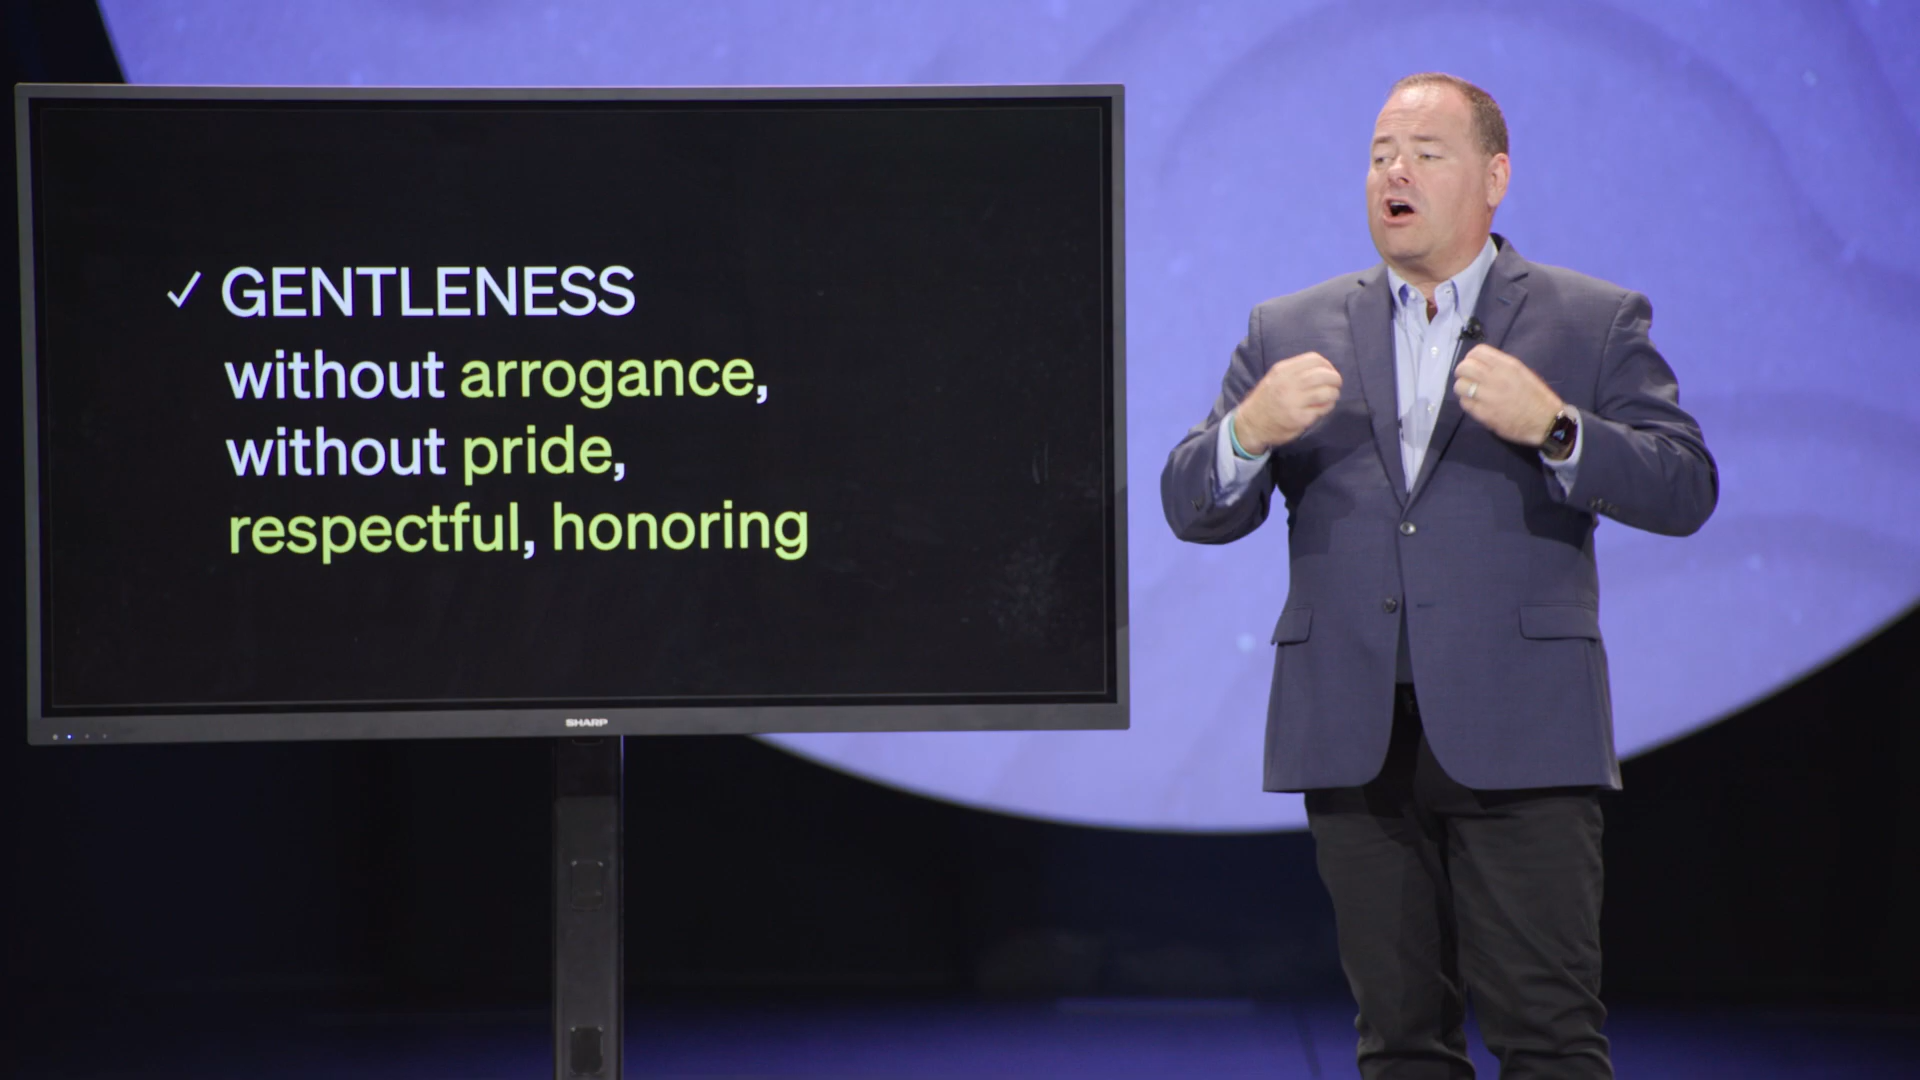 ✓ GENTLENESS
without arrogance,
without pride,
respectful, honoring
SHARP